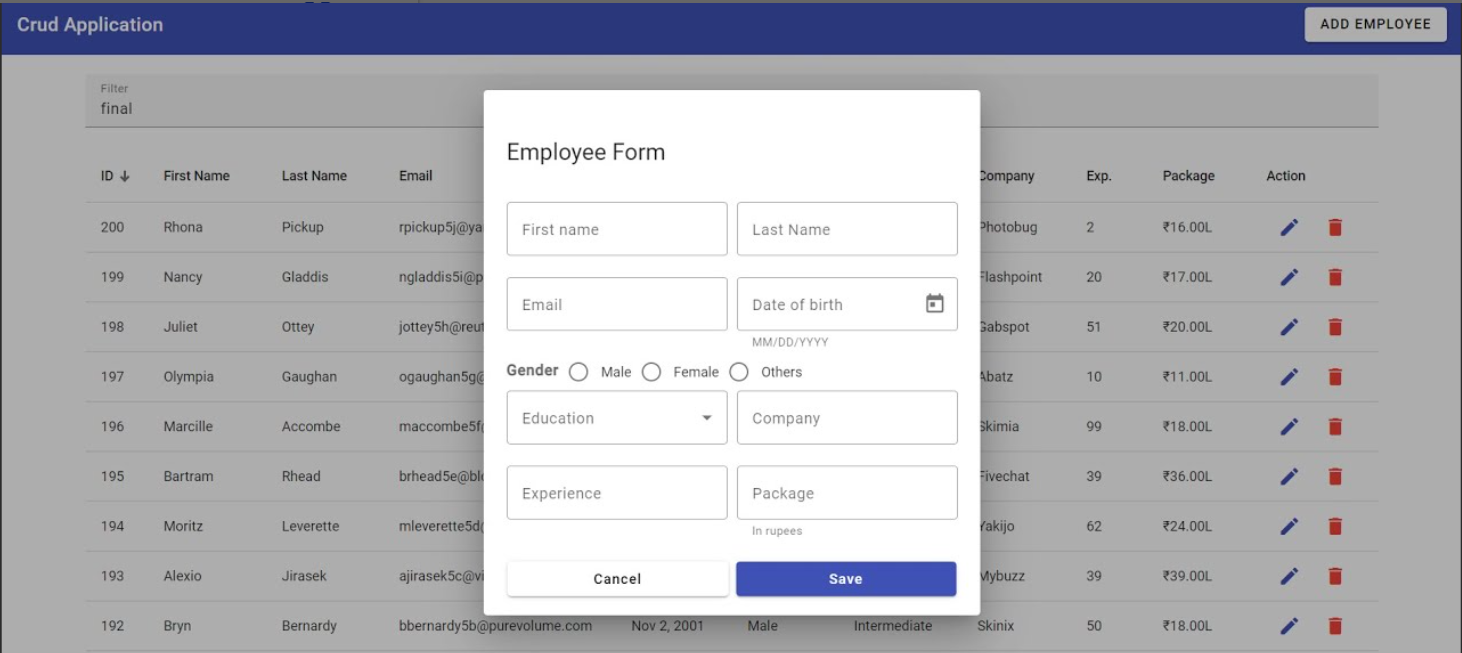 Crud Application ADD EMPLOYEE
Filter
final
Employee Form
ID First Name Last Name Email Company Exp. Package Action
200 Rhona Pickup rpickup5j@ya Photobug 2 ₹16.00L
First name Last Name
199 Nancy Gladdis ngladdis5i@p Flashpoint 20 ₹17.00L
Email Date of birth
198 Juliet Ottey jottey5h@reut Gabspot 51 ₹20.00L
MM/DD/YYYY
Gender Male Female Others
197 Olympia Gaughan ogaughan5g@ Abatz 10 ₹11.00L
Education Company
196 Marcille Accombe maccombe5f Skimia 99 ₹18.00L
195 Bartram Rhead brhead5e@bl Fivechat 39 ₹36.00L
Experience Package
194 Moritz Leverette mleverette5d Yakijo 62 ₹24.00L
In rupees
193 Alexio Jirasek ajirasek5c@vi Mybuzz 39 ₹39.00L
Cancel Save
192 Bryn Bernardy bbernardy5b@purevolume.com Nov 2, 2001 Male Intermediate Skinix 50 ₹18.00L